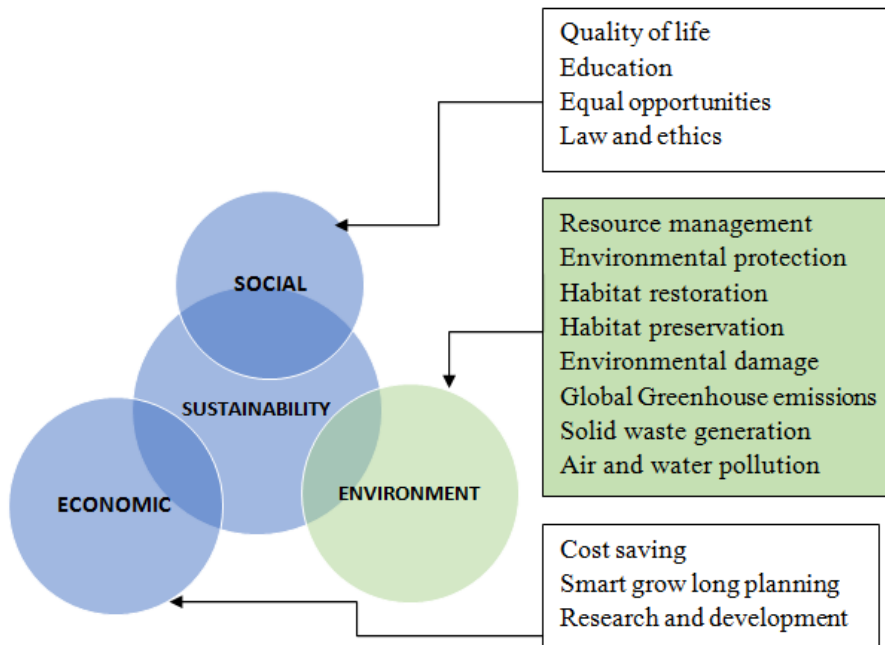 Quality of life
Education
Equal opportunities
Law and ethics
SOCIAL
SUSTAINABILITY
ECONOMIC
ENVIRONMENT
Resource management
Environmental protection
Habitat restoration
Habitat preservation
Environmental damage
Global Greenhouse emissions
Solid waste generation
Air and water pollution
Cost saving
Smart grow long planning
Research and development